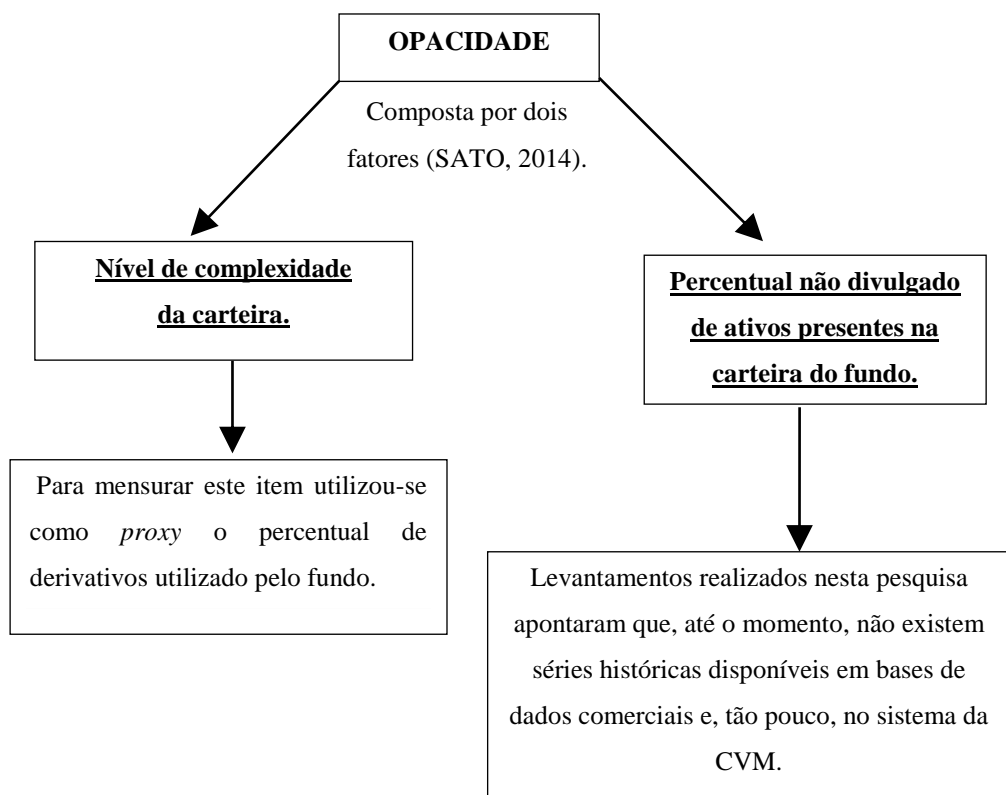 OPACIDADE
Composta por dois
fatores (SATO, 2014).
Nível de complexidade
da carteira.
Percentual não divulgado
de ativos presentes na
carteira do fundo.
Para mensurar este item utilizou-se
como proxy o percentual de
derivativos utilizado pelo fundo.
Levantamentos realizados nesta pesquisa
apontaram que, até o momento, não existem
séries históricas disponíveis em bases de
dados comerciais e, tão pouco, no sistema da
CVM.